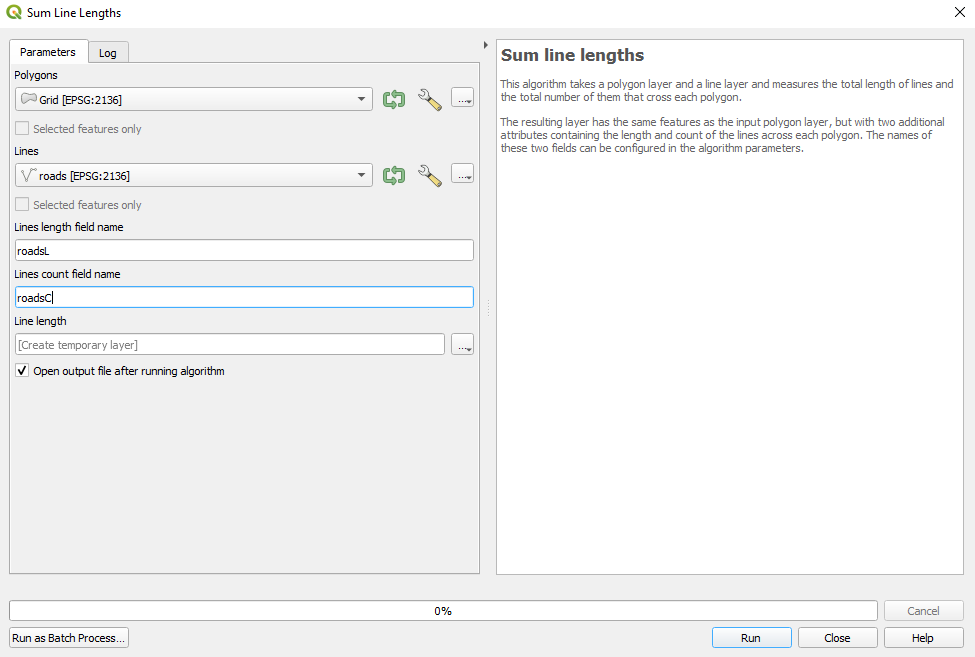 Sum Line Lengths
Parameters
Log
Polygons
Grid [EPSG:2136]
...
Selected features only
Lines
roads [EPSG:2136]
...
Selected features only
Lines length field name
roadsL
Lines count field name
roadsC
Line length
[Create temporary layer]
...
Open output file after running algorithm
Sum line lengths
This algorithm takes a polygon layer and a line layer and measures the total length of lines and
the total number of them that cross each polygon.
The resulting layer has the same features as the input polygon layer, but with two additional
attributes containing the length and count of the lines across each polygon. The names of
these two fields can be configured in the algorithm parameters.
0%
Cancel
Run as Batch Process...
Run
Close
Help